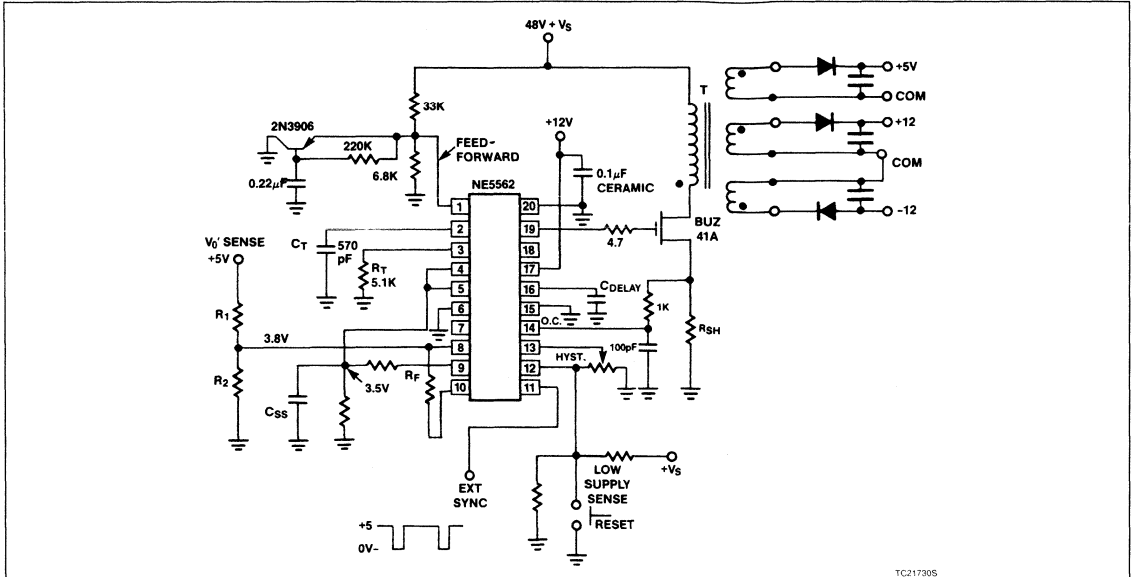 48V + VS
T
+5V
COM
+12
COM
-12
33K
2N3906
220K
FEED-
FORWARD
6.8K
0.22µF
+12V
0.1µF
CERAMIC
NE5562
BUZ
41A
4.7
1
2
3
4
5
6
7
8
9
10
20
19
18
17
16
15
14
13
12
11
CT
570
pF
RT
5.1K
V0' SENSE
+5V
R1
3.8V
R2
CSS
3.5V
RF
CDELAY
O.C.
1K
100pF
RSH
HYST.
EXT
SYNC
+5
0V-
LOW
SUPPLY
SENSE
+VS
RESET
TC21730S